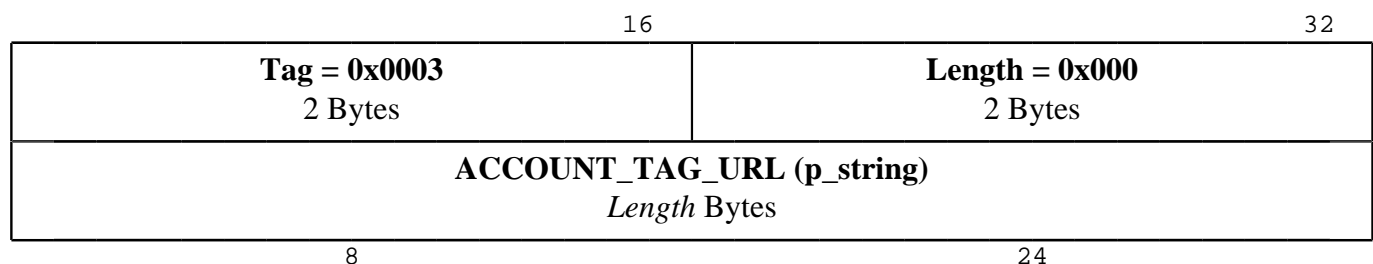 16 32
Tag = 0x0003 Length = 0x000
2 Bytes 2 Bytes
ACCOUNT_TAG_URL (p_string)
Length Bytes
8 24